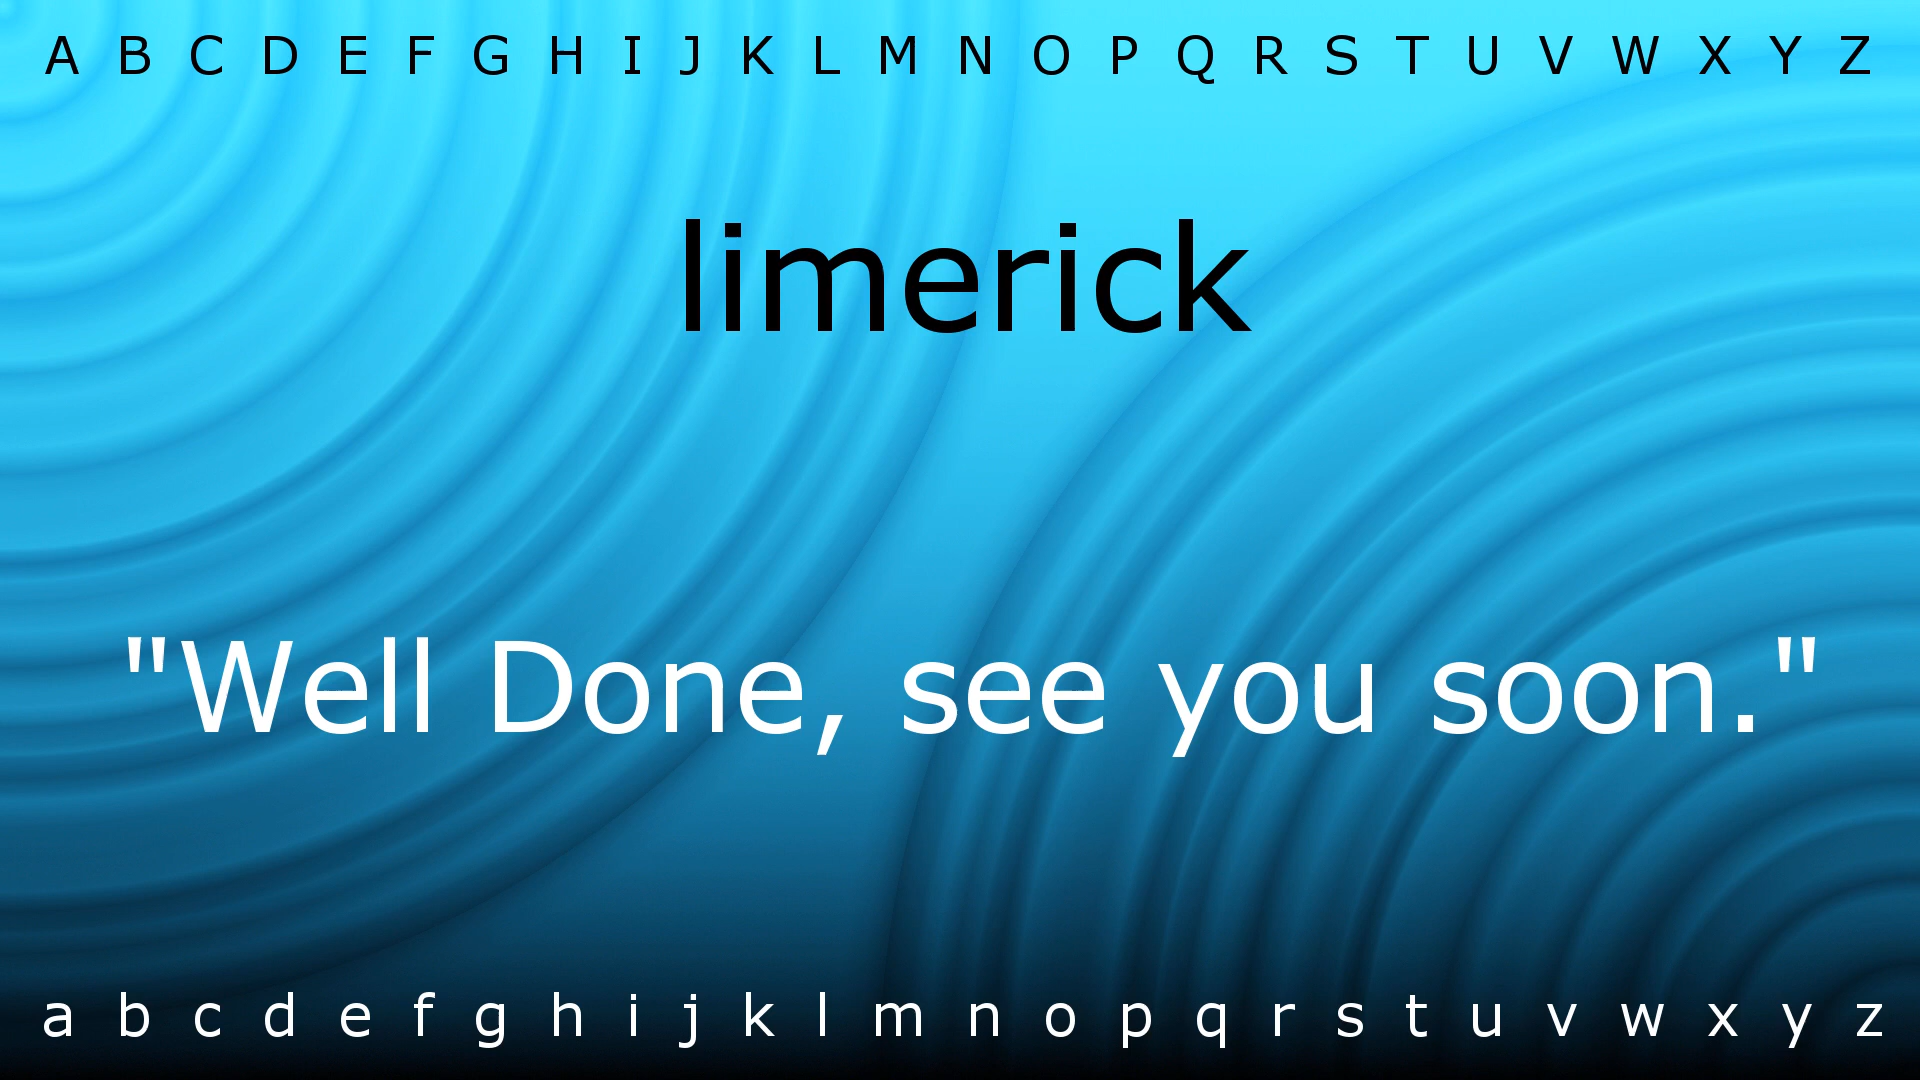 A B C D E F G H I J K L M N O P Q R S T U V W X Y Z
limerick
"Well Done, see you soon."
a b c d e f g h i j k l m n o p q r s t u v w x y z